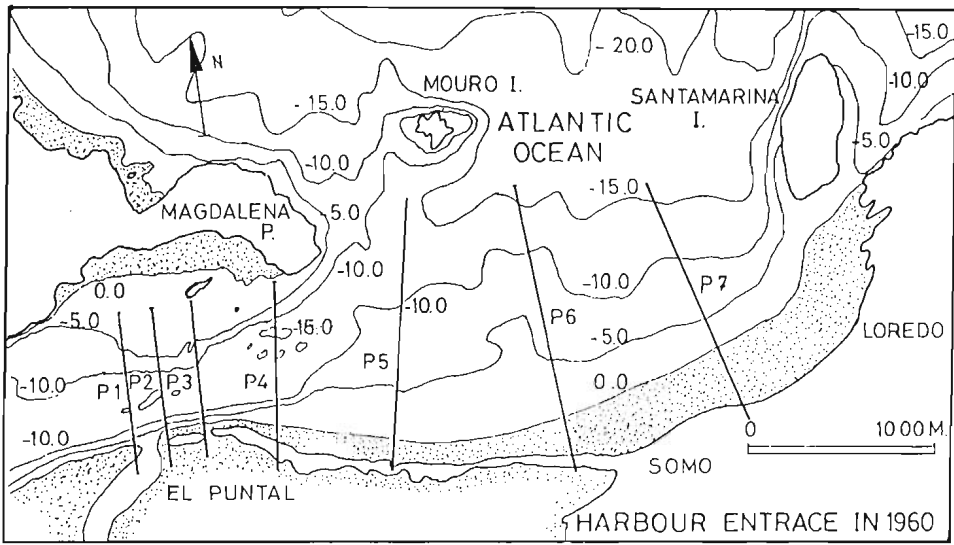 -15.0
- 20.0
N
MOURO I.
-10.0
SANTAMARINA
I.
- 15.0
ATLANTIC
OCEAN
-5.0
-10.0
-15.0
MAGDALENA
P.
-5.0
-10.0
0.0
-10.0
P7
-10.0
-5.0
-15.0
P6
-5.0
LOREDO
P5
-10.0
P1
P2
P3
P4
0.0
-10.0
0
1000 M.
SOMO
EL PUNTAL
HARBOUR ENTRACE IN 1960